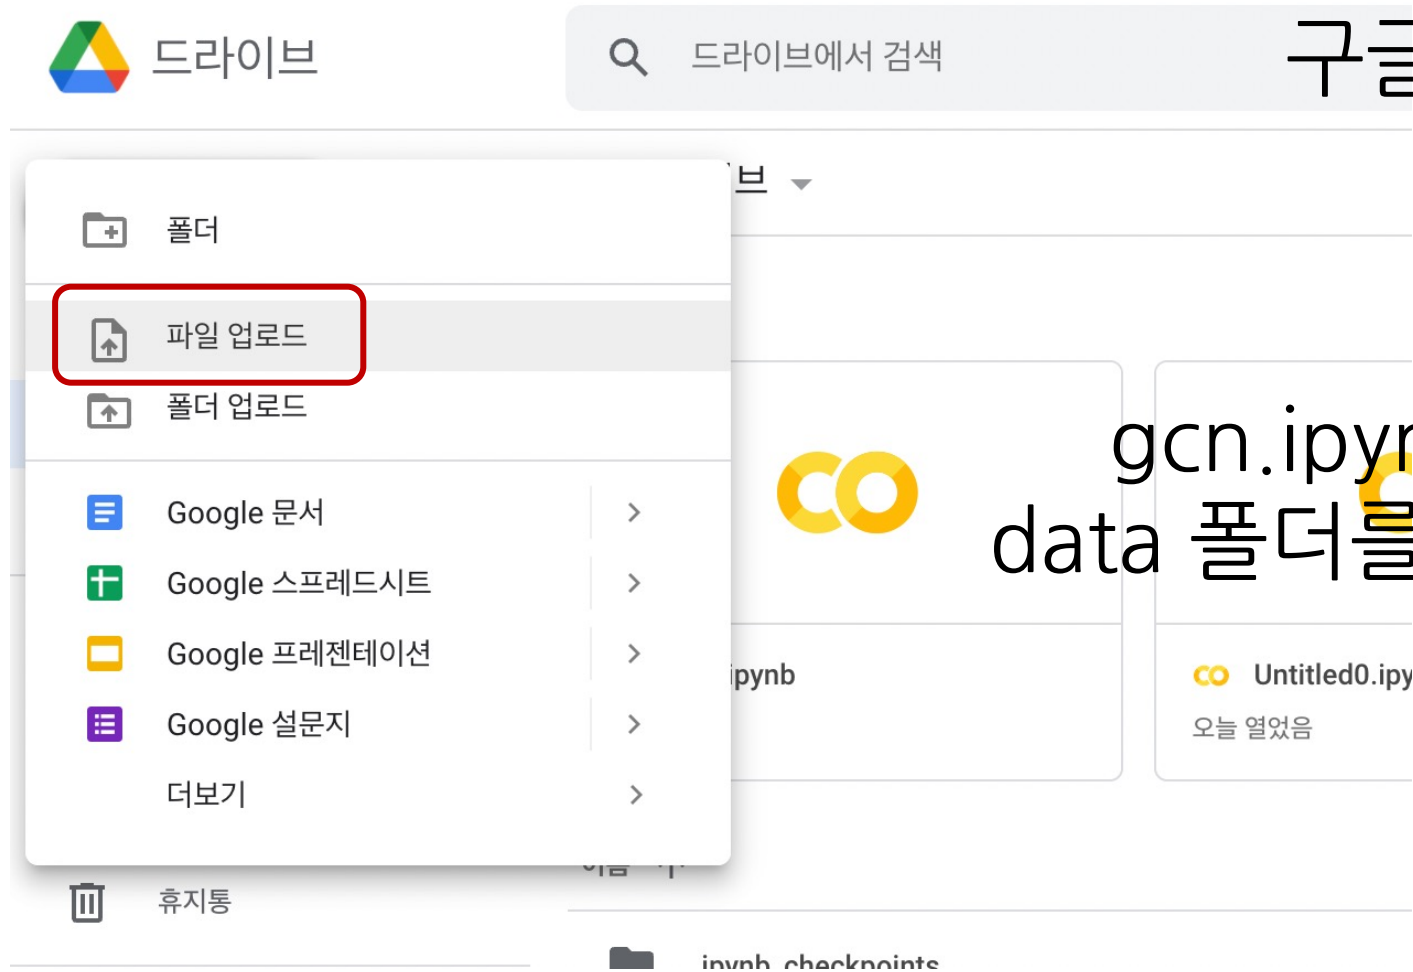 드라이브
드라이브에서 검색
구글
브
폴더
파일 업로드
폴더 업로드
gcn.ipyn
data 폴더를
Google 문서
Google 스프레드시트
Google 프레젠테이션
Google 설문지
더보기
ipynb
Untitled0.ipy
오늘 열었음
이름
휴지통
ipynb_checkpoints